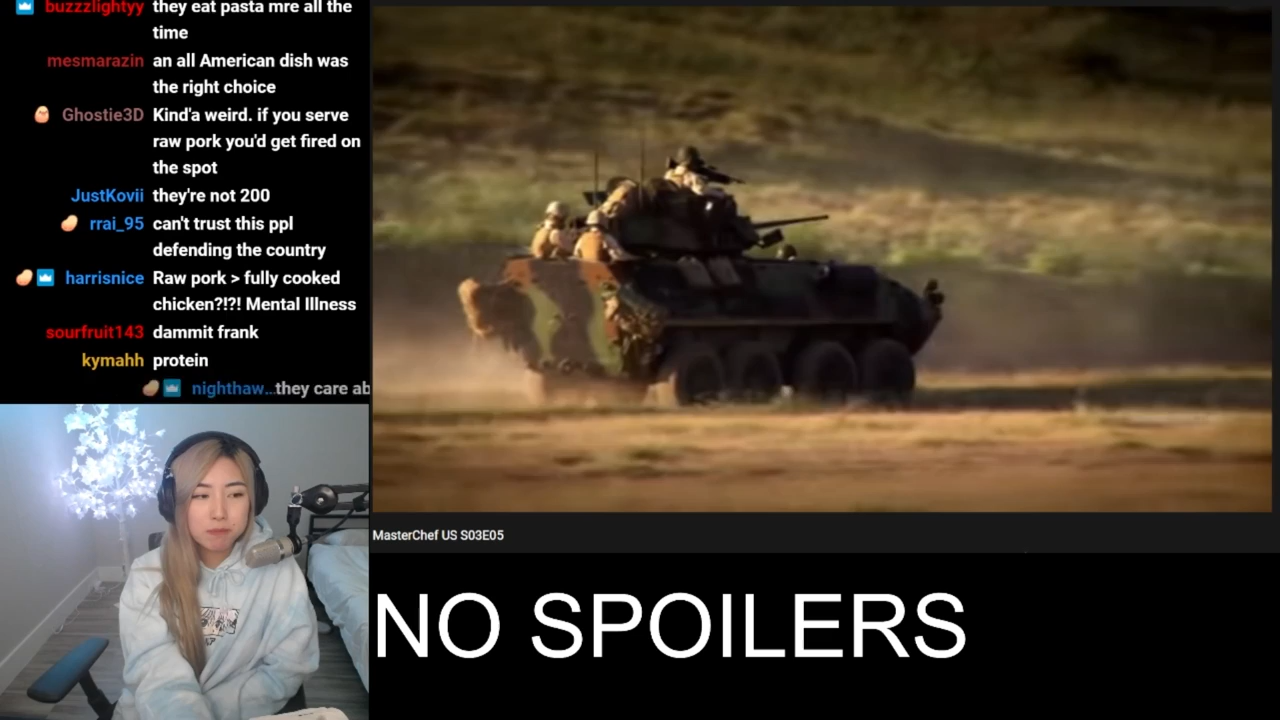 buzzzlightyy they eat pasta mre all the
time
mesmarazin an all American dish was
the right choice
Ghostie3D Kind'a weird. if you serve
raw pork you'd get fired on
the spot
JustKovii they're not 200
rrai_95 can't trust this ppl
defending the country
harrisnice Raw pork > fully cooked
chicken?!?! Mental Illness
sourfruit143 dammit frank
kymahh protein
nighthaw...they care ab
MasterChef US S03E05
NO SPOILERS